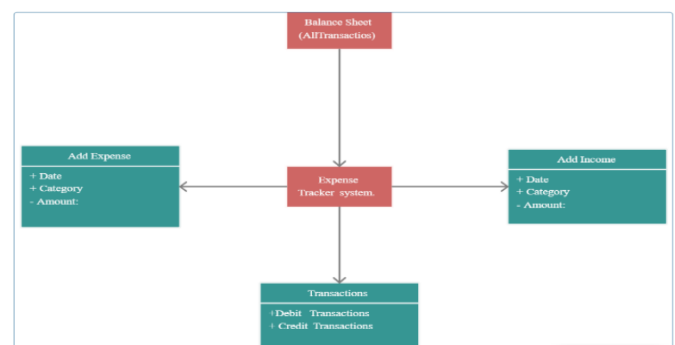 Balance Sheet
(AllTransactios)
Add Expense
+ Date
+ Category
- Amount:
Expense
Tracker system.
Add Income
+ Date
+ Category
- Amount:
Transactions
+Debit Transactions
+ Credit Transactions